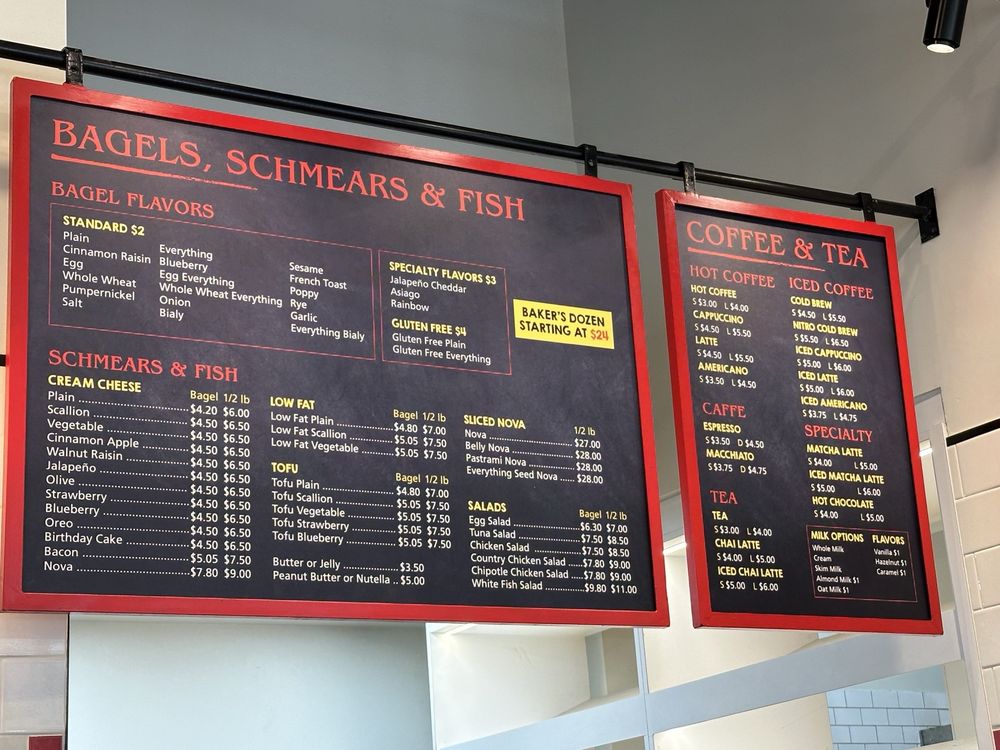 BAGELS, SCHMEARS & FISH
BAGEL FLAVORS
STANDARD $2
Plain
Cinnamon Raisin
Egg
Whole Wheat
Pumpernickel
Salt
Everything
Blueberry
Egg Everything
Whole Wheat Everything
Onion
Bialy
Sesame
French Toast
Poppy
Rye
Garlic
Everything Bialy
SPECIALTY FLAVORS $3
Jalapeño Cheddar
Asiago
Rainbow
GLUTEN FREE $4
Gluten Free Plain
Gluten Free Everything
BAKER'S DOZEN
STARTING AT $24
SCHMEARS & FISH
CREAM CHEESE Bagel 1/2 lb
Plain $4.20 $6.00
Scallion $4.50 $6.50
Vegetable $4.50 $6.50
Cinnamon Apple $4.50 $6.50
Walnut Raisin $4.50 $6.50
Jalapeño $4.50 $6.50
Olive $4.50 $6.50
Strawberry $4.50 $6.50
Blueberry $4.50 $6.50
Oreo $4.50 $6.50
Birthday Cake $4.50 $6.50
Bacon $5.05 $7.50
Nova $7.80 $9.00
LOW FAT Bagel 1/2 lb
Low Fat Plain $4.80 $7.00
Low Fat Scallion $5.05 $7.50
Low Fat Vegetable $5.05 $7.50
TOFU Bagel 1/2 lb
Tofu Plain $4.80 $7.00
Tofu Scallion $5.05 $7.50
Tofu Vegetable $5.05 $7.50
Tofu Strawberry $5.05 $7.50
Tofu Blueberry $5.05 $7.50
Butter or Jelly $3.50
Peanut Butter or Nutella $5.00
SLICED NOVA 1/2 lb
Nova $27.00
Belly Nova $28.00
Pastrami Nova $28.00
Everything Seed Nova $28.00
SALADS Bagel 1/2 lb
Egg Salad $6.30 $7.00
Tuna Salad $7.50 $8.50
Chicken Salad $7.50 $8.50
Country Chicken Salad $7.80 $9.00
Chipotle Chicken Salad $7.80 $9.00
White Fish Salad $9.80 $11.00
COFFEE & TEA
HOT COFFEE
HOT COFFEE
S $3.00 L $4.00
CAPPUCCINO
S $4.50 L $5.50
LATTE
S $4.50 L $5.50
AMERICANO
S $3.50 L $4.50
CAFFE
ESPRESSO
S $3.50 D $4.50
MACCHIATO
S $3.75 D $4.75
TEA
TEA
S $3.00 L $4.00
CHAI LATTE
S $4.00 L $5.00
ICED CHAI LATTE
S $5.00 L $6.00
ICED COFFEE
COLD BREW
S $4.50 L $5.50
NITRO COLD BREW
S $5.50 L $6.50
ICED CAPPUCCINO
S $5.00 L $6.00
ICED LATTE
S $5.00 L $6.00
ICED AMERICANO
S $3.75 L $4.75
SPECIALTY
MATCHA LATTE
S $4.00 L $5.00
ICED MATCHA LATTE
S $5.00 L $6.00
HOT CHOCOLATE
S $4.00 L $5.00
MILK OPTIONS
Whole Milk
Cream
Skim Milk
Almond Milk $1
Oat Milk $1
FLAVORS
Vanilla $1
Hazelnut $1
Caramel $1